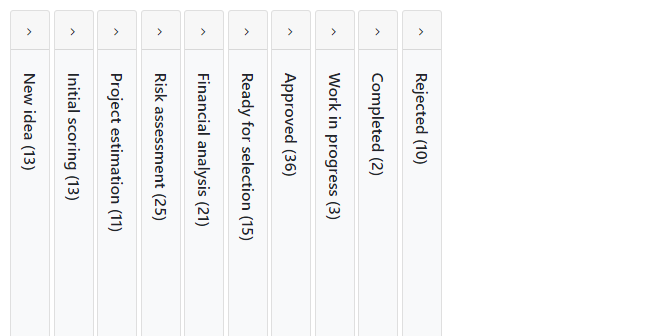 New idea (13)
Initial scoring (13)
Project estimation (11)
Risk assessment (25)
Financial analysis (21)
Ready for selection (15)
Approved (36)
Work in progress (3)
Completed (2)
Rejected (10)